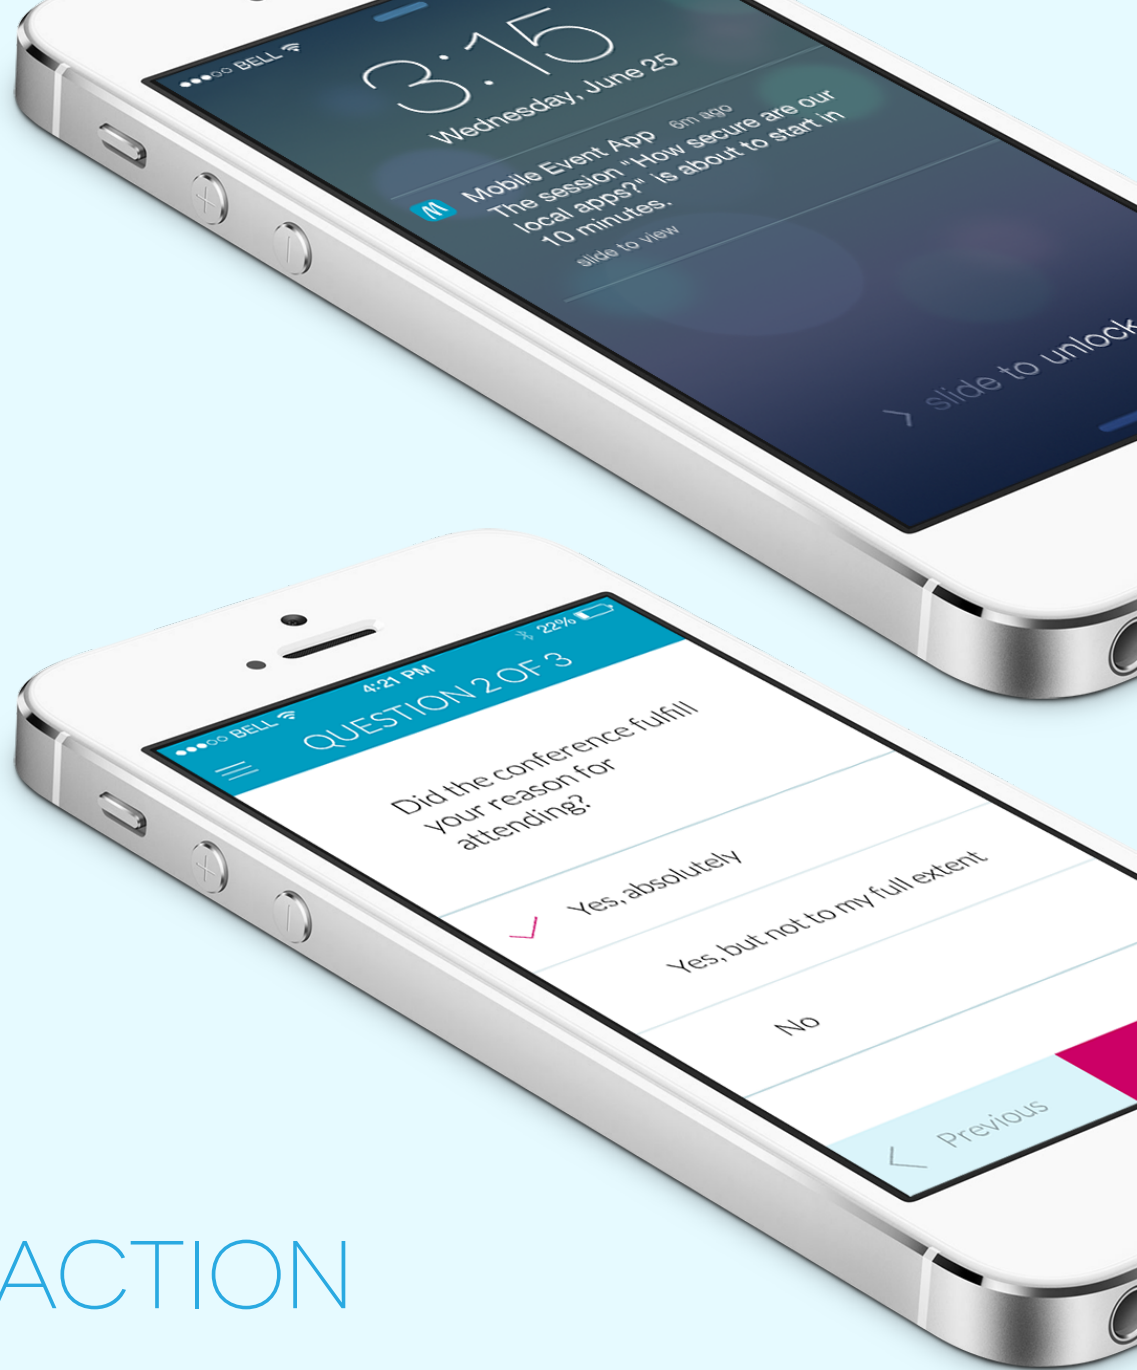 BELL
3:15
Wednesday, June 25
Mobile Event App 6m ago
The session "How secure are our
local apps?" is about to start in
10 minutes.
slide to view
> slide to unlock
BELL 4:21 PM 22%
QUESTION 2 OF 3
Did the conference fulfill
your reason for
attending?
Yes, absolutely
Yes, but not to my full extent
No
< Previous
ACTION